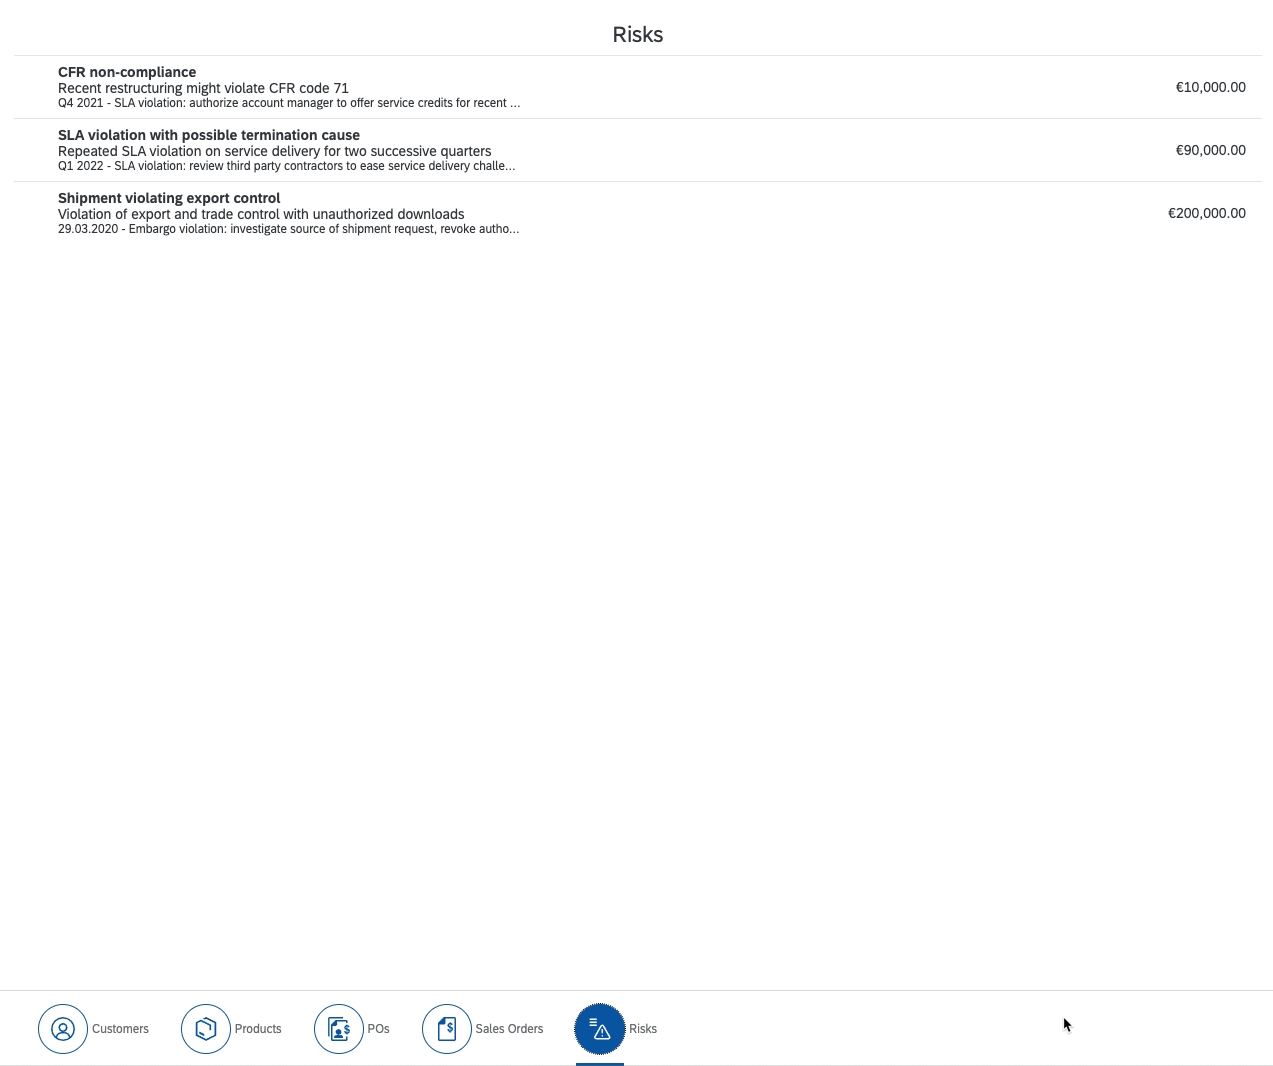 Risks
CFR non-compliance
Recent restructuring might violate CFR code 71
€10,000.00
Q4 2021 - SLA violation: authorize account manager to offer service credits for recent ...
SLA violation with possible termination cause
Repeated SLA violation on service delivery for two successive quarters
€90,000.00
Q1 2022 - SLA violation: review third party contractors to ease service delivery challe...
Shipment violating export control
Violation of export and trade control with unauthorized downloads
€200,000.00
29.03.2020 - Embargo violation: investigate source of shipment request, revoke autho...
Customers Products POs Sales Orders Risks